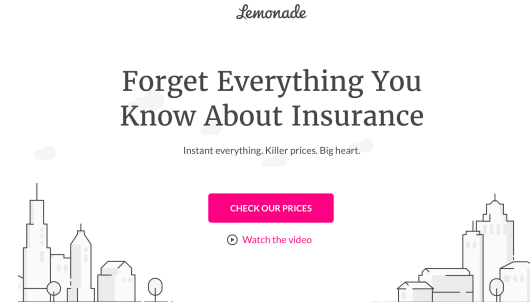 Lemonade
Forget Everything You
Know About Insurance
Instant everything. Killer prices. Big heart.
CHECK OUR PRICES
Watch the video